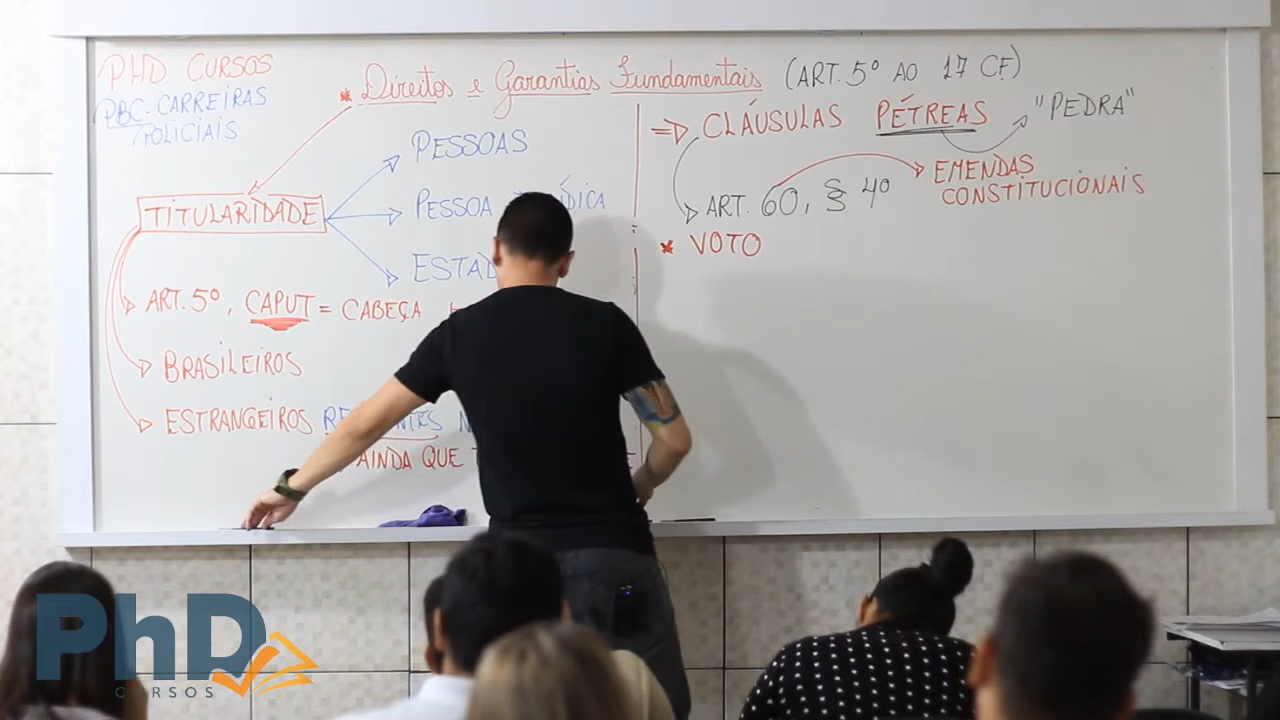 PHD CURSOS
PBC-CARREIRAS
POLICIAIS
* Direitos e Garantias Fundamentais (ART. 5º AO 17 CF)
TITULARIDADE
PESSOAS
PESSOA
ART. 5º, CAPUT = CABEÇA
BRASILEIROS
ESTRANGEIROS
AINDA QUE
=> CLÁUSULAS PÉTREAS
"PEDRA"
ART. 60, § 4º
EMENDAS
CONSTITUCIONAIS
* VOTO
PhD
CURSOS